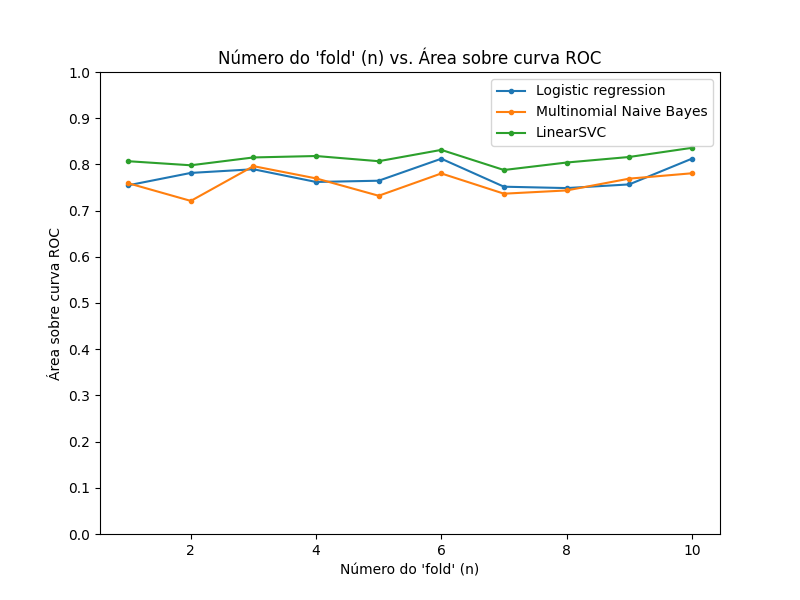 Número do 'fold' (n) vs. Área sobre curva ROC
Logistic regression
Multinomial Naive Bayes
LinearSVC
1.0
0.9
0.8
0.7
0.6
0.5
0.4
0.3
0.2
0.1
0.0
Área sobre curva ROC
2 4 6 8 10
Número do 'fold' (n)